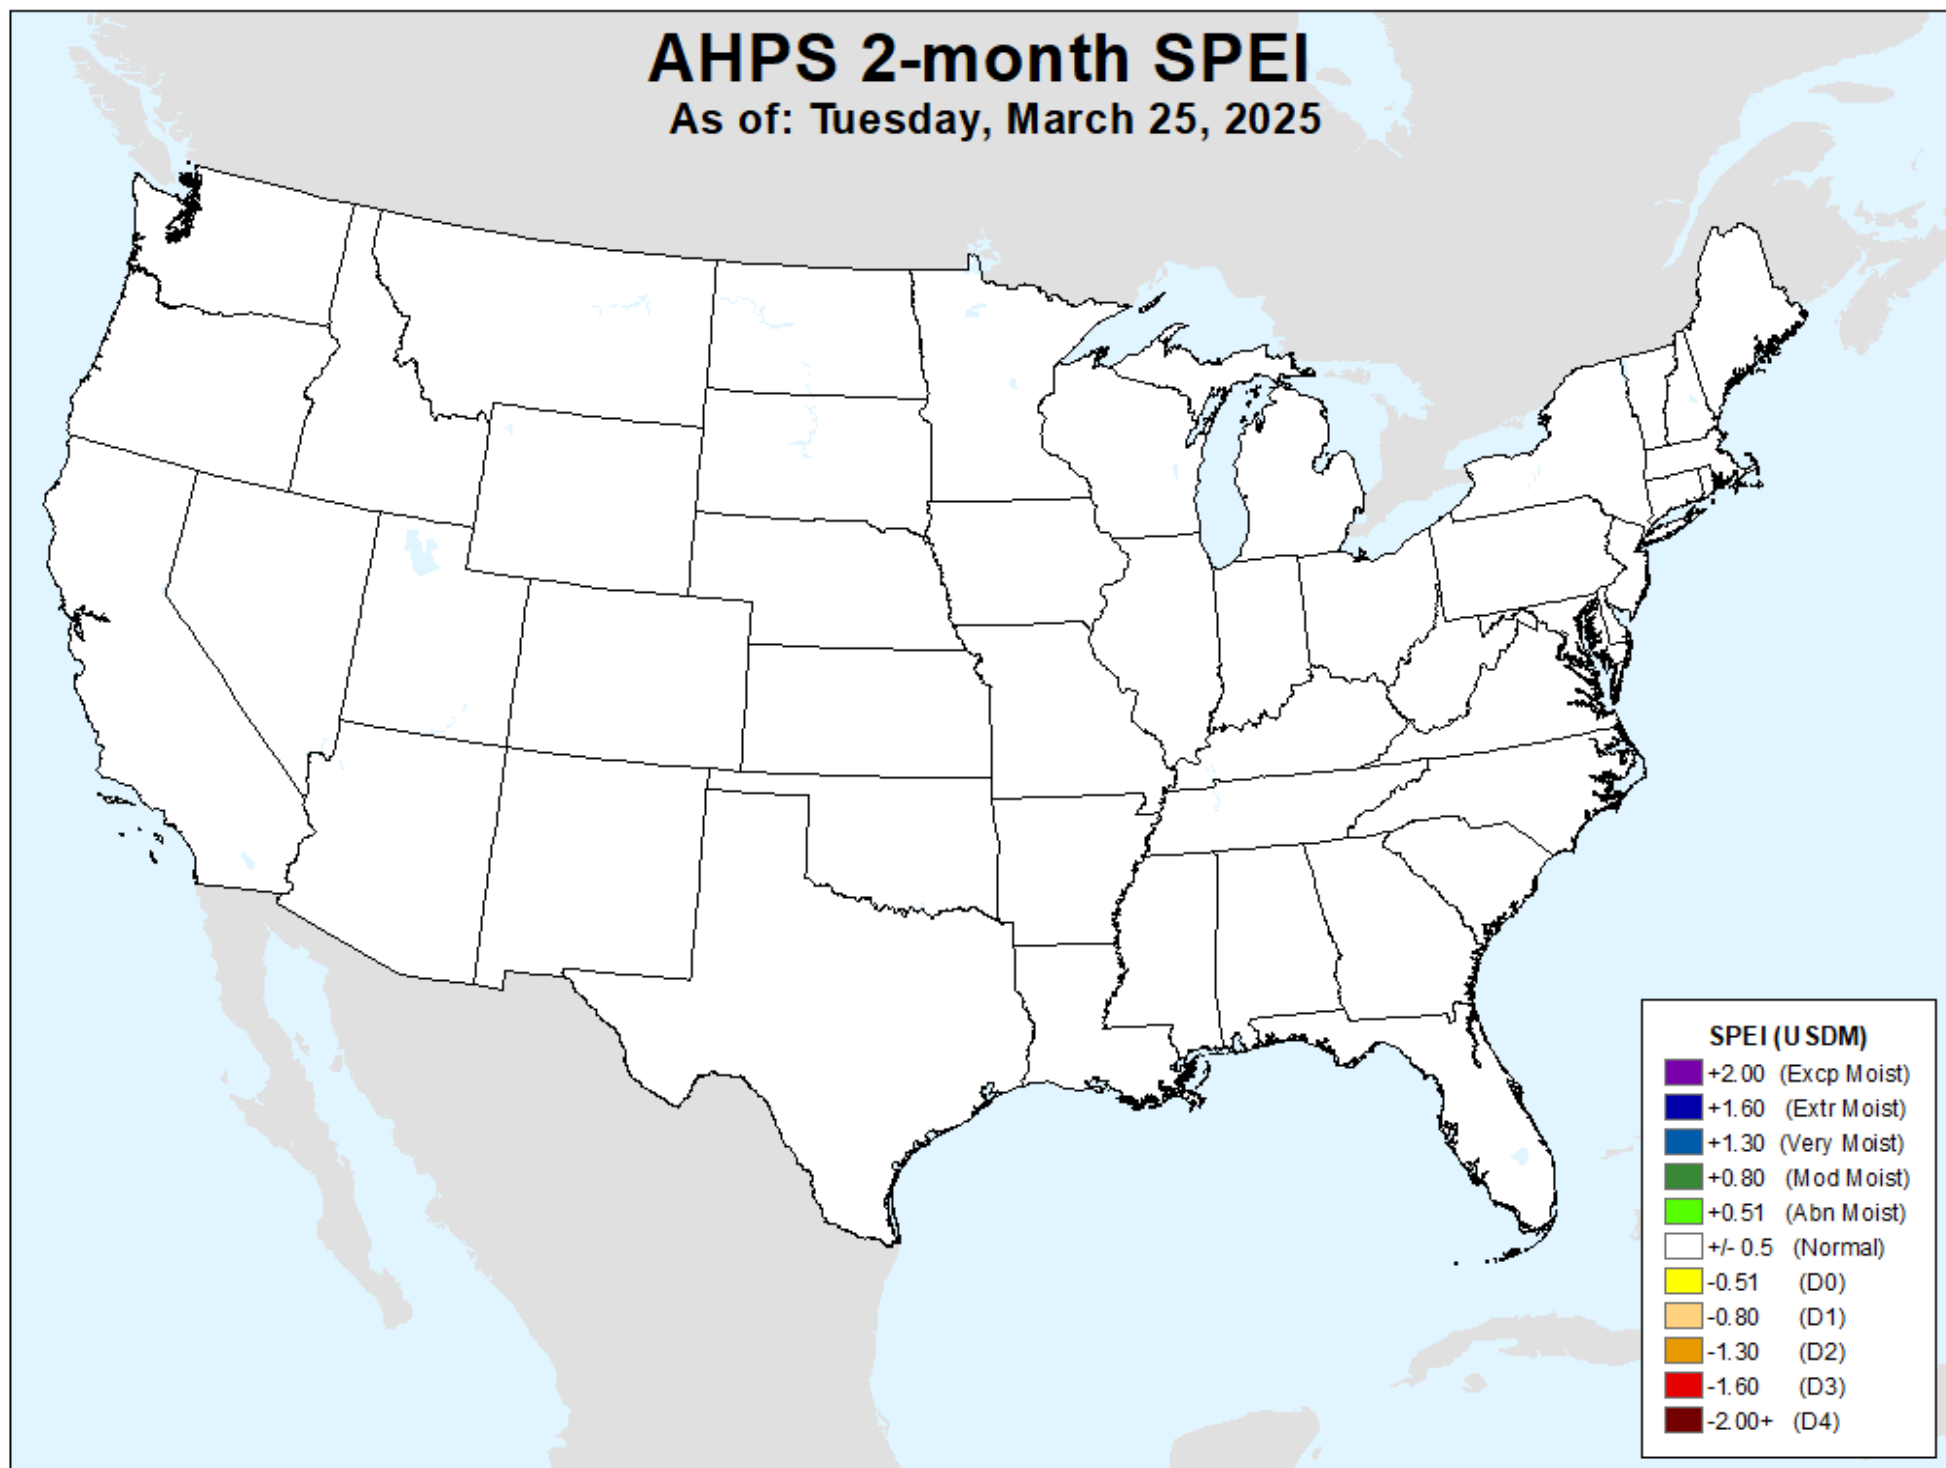 AHPS 2-month SPEI
As of: Tuesday, March 25, 2025
SPEI (USDM)
+2.00 (Excp Moist)
+1.60 (Extr Moist)
+1.30 (Very Moist)
+0.80 (Mod Moist)
+0.51 (Abn Moist)
+/- 0.5 (Normal)
-0.51 (D0)
-0.80 (D1)
-1.30 (D2)
-1.60 (D3)
-2.00+ (D4)